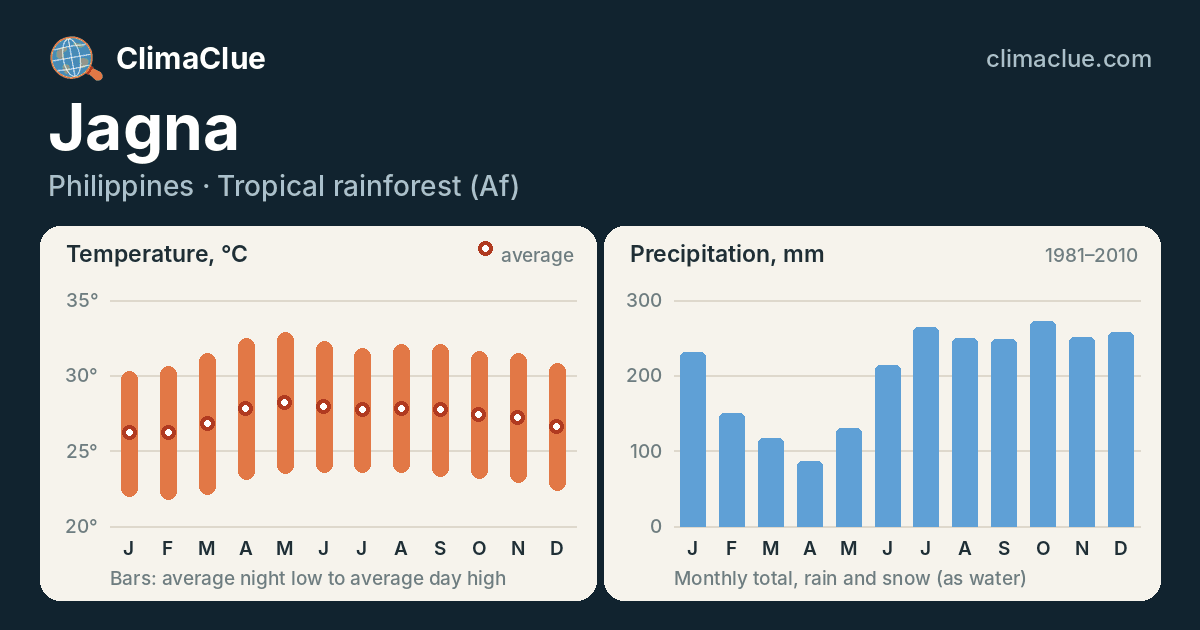 ClimaClue
climaclue.com
Jagna
Philippines · Tropical rainforest (Af)
Temperature, °C
average
35°
30°
25°
20°
J F M A M J J A S O N D
Bars: average night low to average day high
Precipitation, mm
1981–2010
300
200
100
0
J F M A M J J A S O N D
Monthly total, rain and snow (as water)